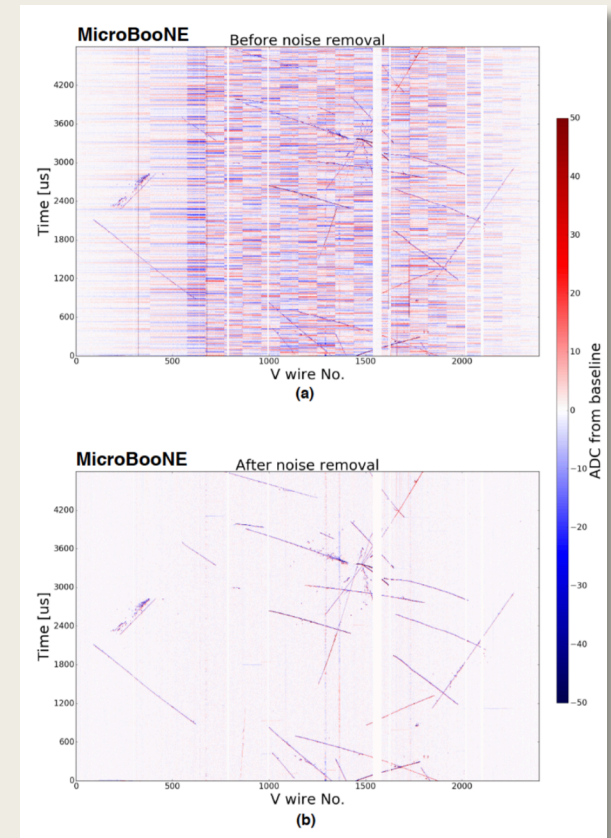 MicroBooNE
Before noise removal
4200
3600
3000
2400
1800
1200
600
0
Time [us]
0 500 1000 1500 2000
V wire No.
(a)
MicroBooNE
After noise removal
4200
3600
3000
2400
1800
1200
600
0
Time [us]
0 500 1000 1500 2000
V wire No.
(b)
50
40
30
20
10
0
−10
−20
−30
−40
−50
ADC from baseline